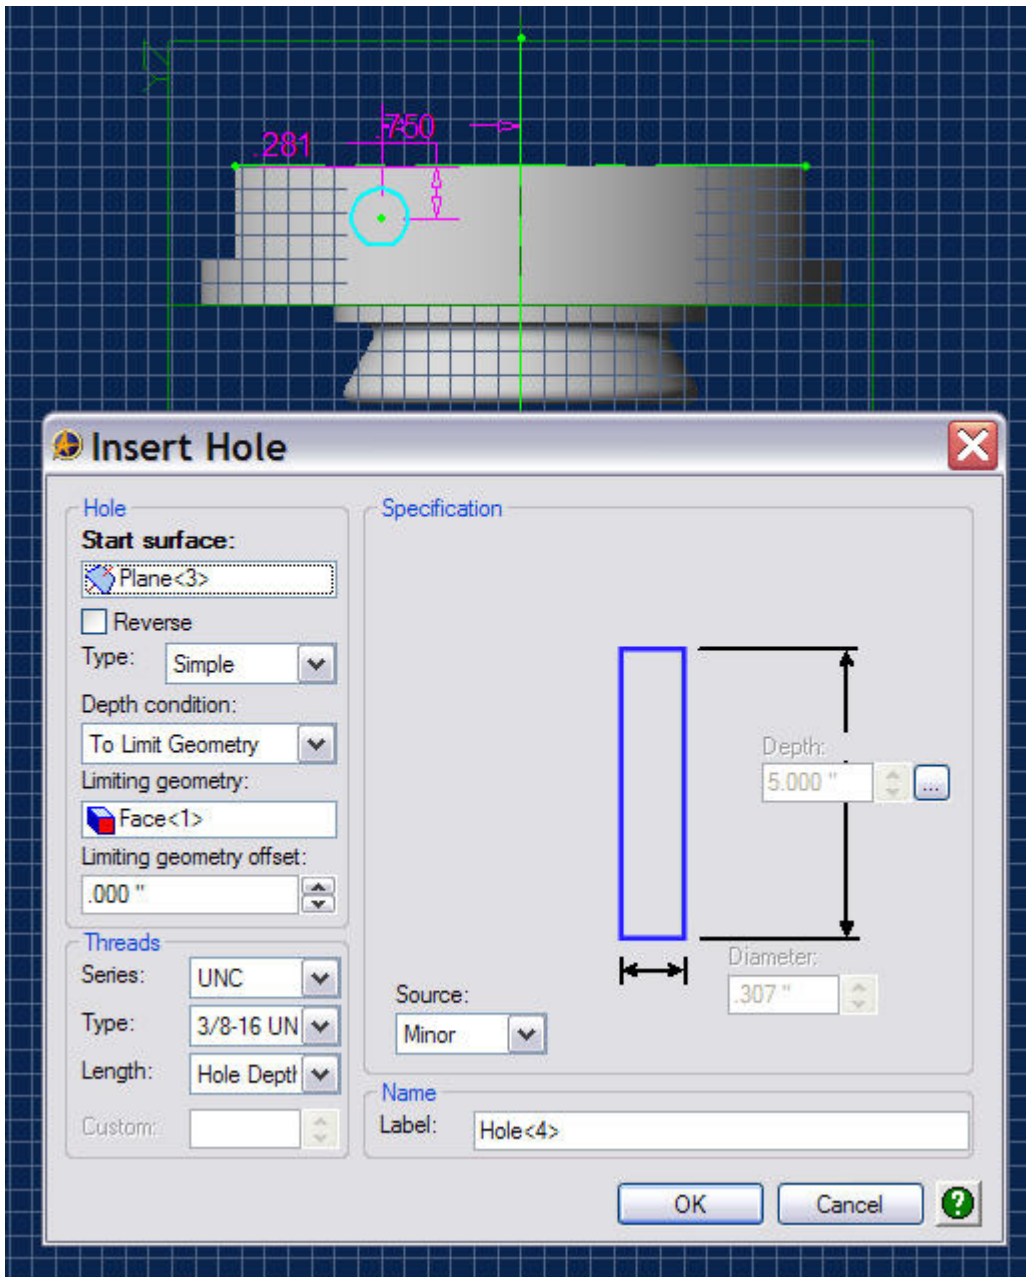 .750
.281
Insert Hole
Hole
Start surface:
Plane<3>
Reverse
Type: Simple
Depth condition:
To Limit Geometry
Limiting geometry:
Face<1>
Limiting geometry offset:
.000 "
Threads
Series: UNC
Type: 3/8-16 UN
Length: Hole Depth
Custom:
Specification
Depth:
5.000 "
...
Diameter:
.307 "
Source:
Minor
Name
Label: Hole<4>
OK Cancel ?